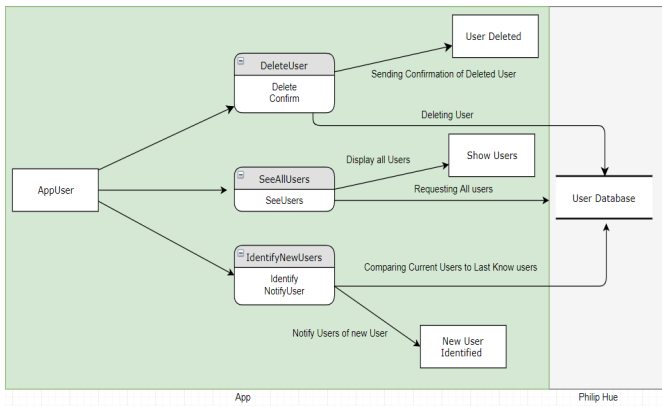 User Deleted
DeleteUser
Delete
Confirm
Sending Confirmation of Deleted User
Deleting User
Display all Users
Show Users
AppUser
SeeAllUsers
SeeUsers
Requesting All users
User Database
IdentifyNewUsers
Identify
NotifyUser
Comparing Current Users to Last Know users
Notify Users of new User
New User
Identified
App
Philip Hue